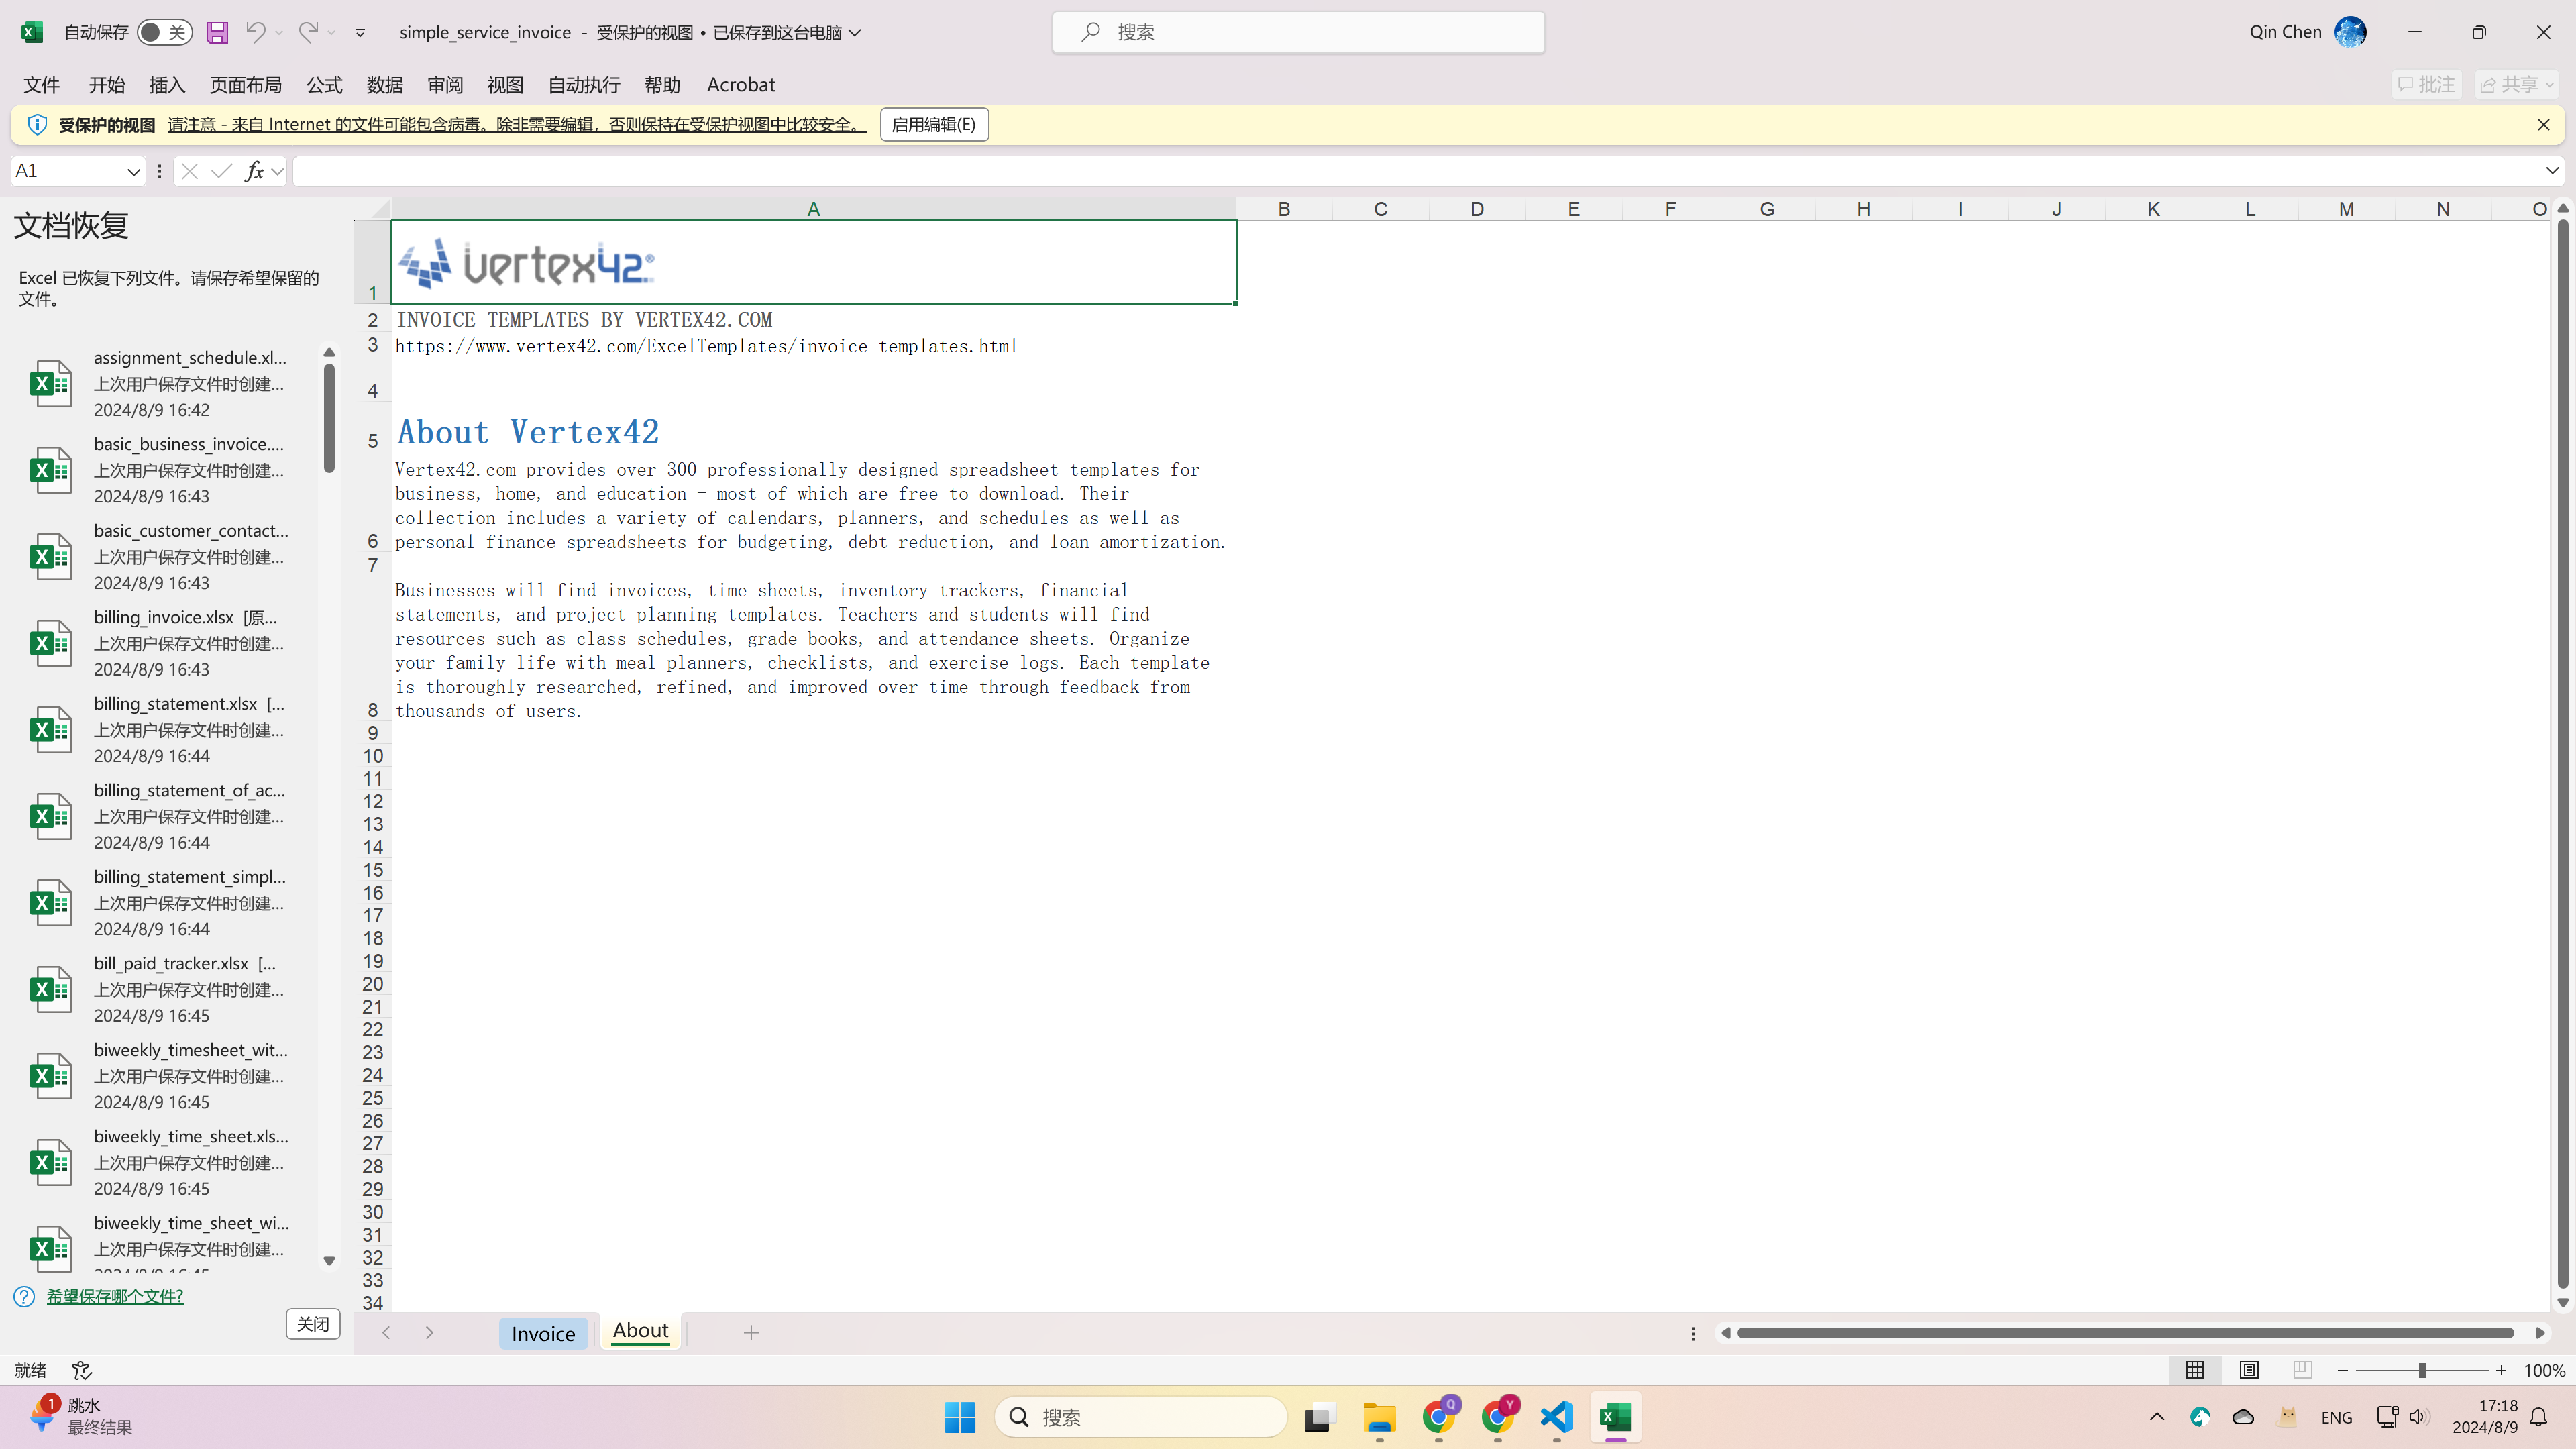 自动保存 关
simple_service_invoice - 受保护的视图 • 已保存到这台电脑
搜索
Qin Chen
文件 开始 插入 页面布局 公式 数据 审阅 视图 自动执行 帮助 Acrobat
批注 共享
受保护的视图 请注意 - 来自 Internet 的文件可能包含病毒。除非需要编辑，否则保持在受保护视图中比较安全。 启用编辑(E)
A1
fx
文档恢复
Excel 已恢复下列文件。请保存希望保留的
文件。
assignment_schedule.xl...
上次用户保存文件时创建...
2024/8/9 16:42
basic_business_invoice....
上次用户保存文件时创建...
2024/8/9 16:43
basic_customer_contact...
上次用户保存文件时创建...
2024/8/9 16:43
billing_invoice.xlsx [原...
上次用户保存文件时创建...
2024/8/9 16:43
billing_statement.xlsx [...
上次用户保存文件时创建...
2024/8/9 16:44
billing_statement_of_ac...
上次用户保存文件时创建...
2024/8/9 16:44
billing_statement_simpl...
上次用户保存文件时创建...
2024/8/9 16:44
bill_paid_tracker.xlsx [...
上次用户保存文件时创建...
2024/8/9 16:45
biweekly_timesheet_wit...
上次用户保存文件时创建...
2024/8/9 16:45
biweekly_time_sheet.xls...
上次用户保存文件时创建...
2024/8/9 16:45
biweekly_time_sheet_wi...
上次用户保存文件时创建...
2024/8/9 16:45
希望保存哪个文件?
关闭
A B C D E F G H I J K L M N O
1
vertex42®
2 INVOICE TEMPLATES BY VERTEX42.COM
3 https://www.vertex42.com/ExcelTemplates/invoice-templates.html
4
5 About Vertex42
Vertex42.com provides over 300 professionally designed spreadsheet templates for
business, home, and education - most of which are free to download. Their
collection includes a variety of calendars, planners, and schedules as well as
6 personal finance spreadsheets for budgeting, debt reduction, and loan amortization.
7
Businesses will find invoices, time sheets, inventory trackers, financial
statements, and project planning templates. Teachers and students will find
resources such as class schedules, grade books, and attendance sheets. Organize
your family life with meal planners, checklists, and exercise logs. Each template
is thoroughly researched, refined, and improved over time through feedback from
8 thousands of users.
9
10
11
12
13
14
15
16
17
18
19
20
21
22
23
24
25
26
27
28
29
30
31
32
33
34
Invoice About
就绪
100%
1 跳水
最终结果
搜索
Q
Y
ENG
17:18
2024/8/9